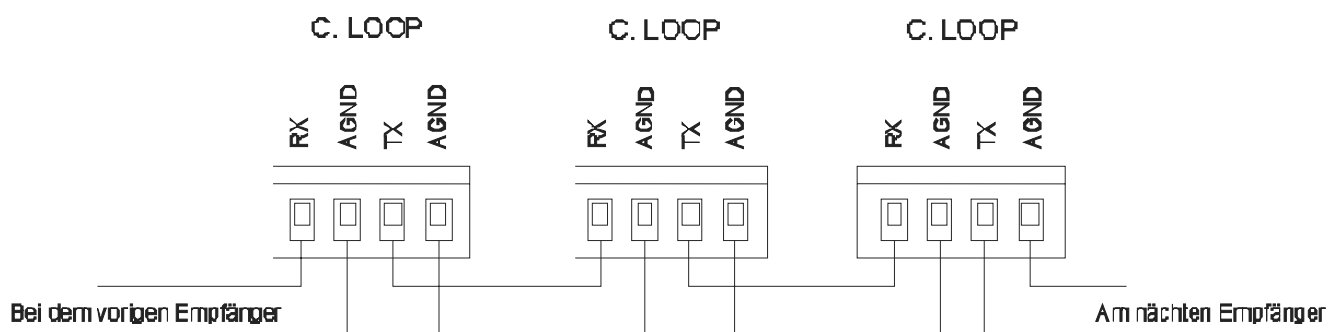 C. LOOP C. LOOP C. LOOP
RX AGND TX AGND RX AGND TX AGND RX AGND TX AGND
Bei dem vorigen Empfänger Am nächten Empfänger